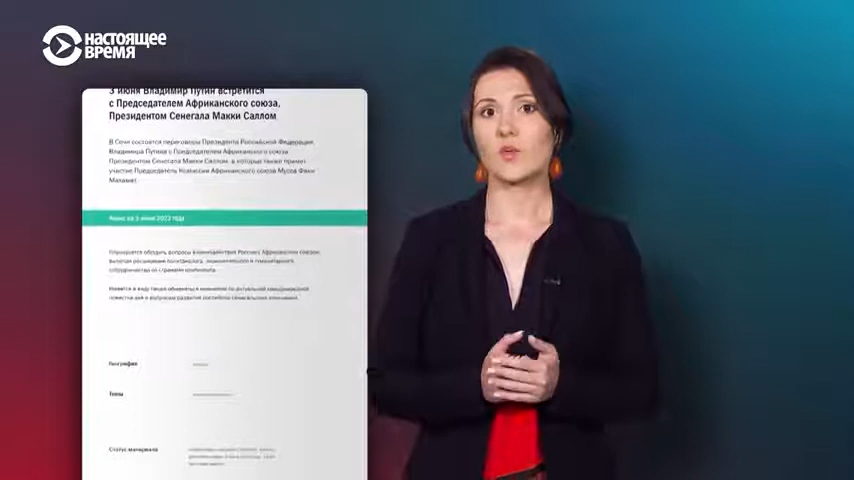 НАСТОЯЩЕЕ
ВРЕМЯ
3 июня Владимир Путин встретится
с Председателем Африканского союза,
Президентом Сенегала Макки Саллом
В Сочи состоятся переговоры Президента Российской Федерации
Владимира Путина с Председателем Африканского союза
Президентом Сенегала Макки Саллом, в которых также примет
участие Председатель Комиссии Африканского союза Мусса Факи
Махамат.
Анонс на 3 июня 2022 года
Планируется обсудить вопросы взаимодействия России с Африканским союзом,
включая расширение политического, экономического и гуманитарного
сотрудничества со странами континента.
Имеется в виду также обменяться мнениями по актуальной международной
повестке дня и вопросам развития российско-сенегальских отношений.
География
Темы
Статус материала